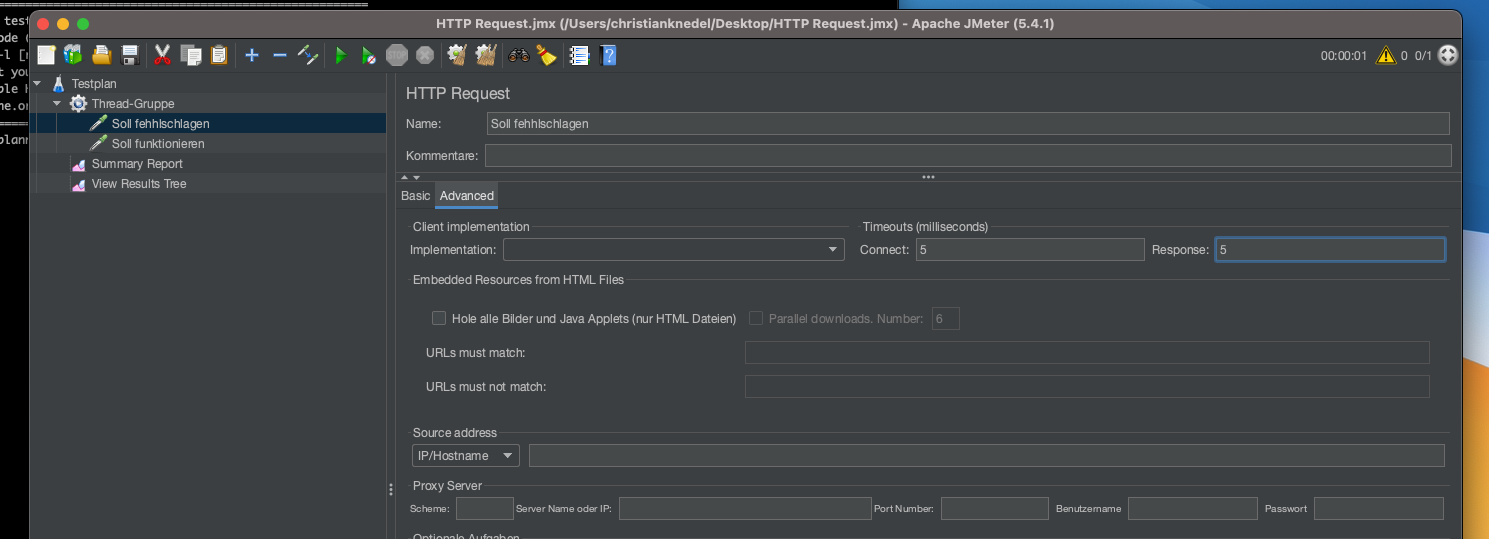 HTTP Request.jmx (/Users/christianknedel/Desktop/HTTP Request.jmx) – Apache JMeter (5.4.1)
STOP
00:00:01 0 0/1
Testplan
Thread-Gruppe
Soll fehhlschlagen
Soll funktionieren
Summary Report
View Results Tree
HTTP Request
Name: Soll fehhlschlagen
Kommentare:
Basic Advanced
Client implementation Timeouts (milliseconds)
Implementation: Connect: 5 Response: 5
Embedded Resources from HTML Files
Hole alle Bilder und Java Applets (nur HTML Dateien) Parallel downloads. Number: 6
URLs must match:
URLs must not match:
Source address
IP/Hostname
Proxy Server
Scheme: Server Name oder IP: Port Number: Benutzername Passwort
Optionale Aufgaben